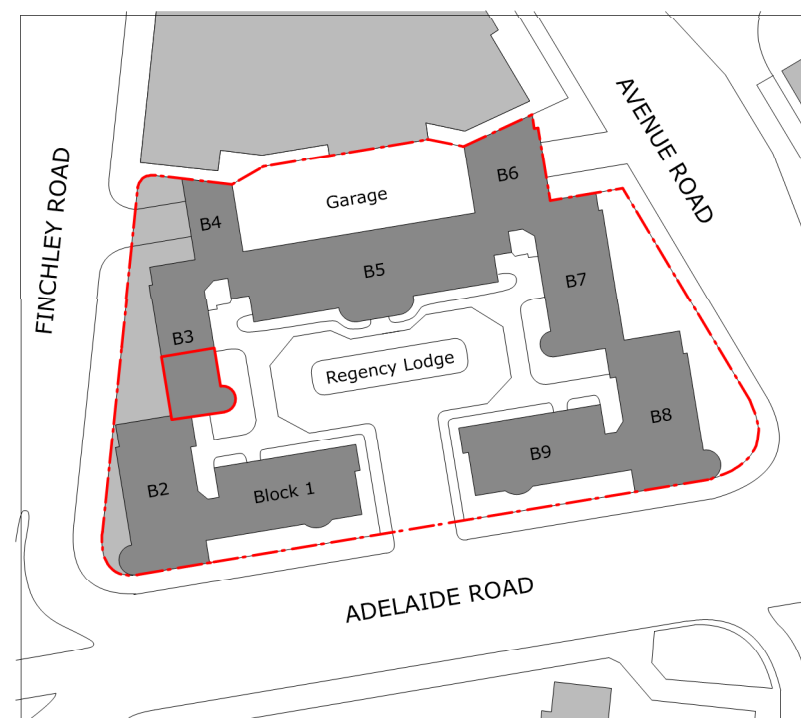 FINCHLEY ROAD
AVENUE ROAD
B6
Garage
B4
B5
B7
B3
Regency Lodge
B8
B9
B2
Block 1
ADELAIDE ROAD